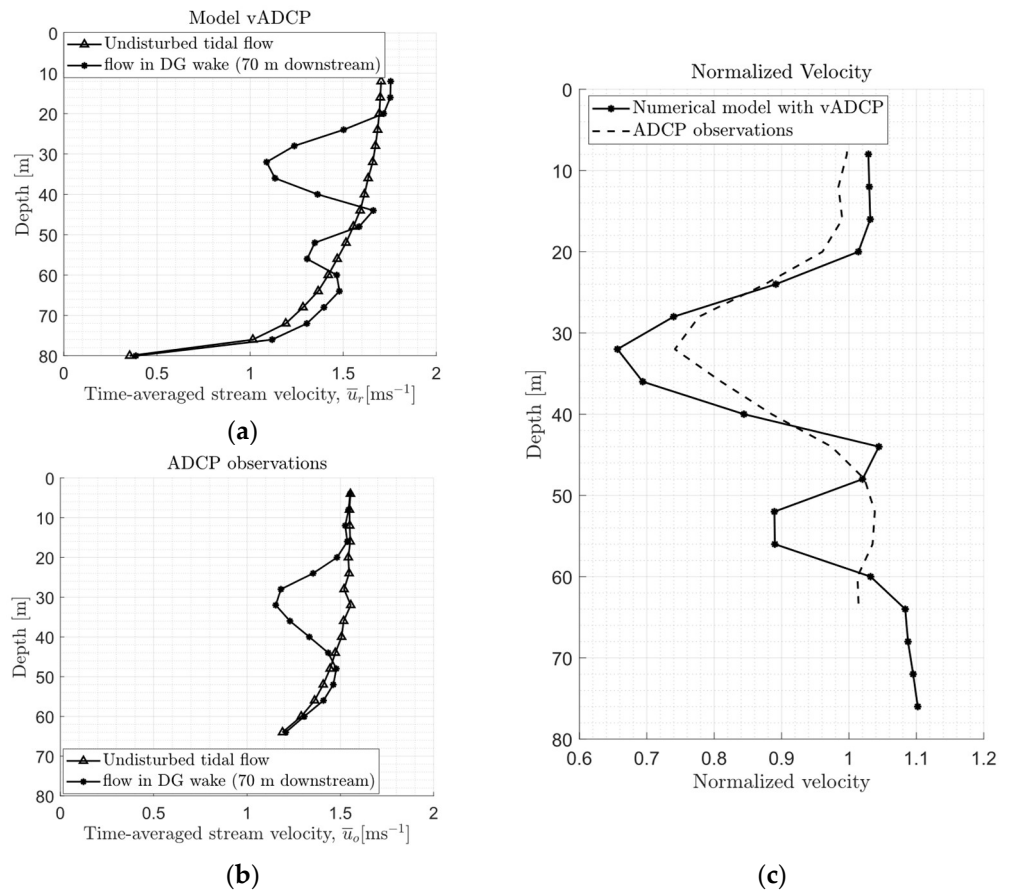 Model vADCP
Undisturbed tidal flow
flow in DG wake (70 m downstream)
0
10
20
30
40
50
60
70
80
Depth [m]
0 0.5 1 1.5 2
Time-averaged stream velocity, u̅ᵣ[ms⁻¹]
(a)
ADCP observations
0
10
20
30
40
50
60
70
80
Depth [m]
Undisturbed tidal flow
flow in DG wake (70 m downstream)
0 0.5 1 1.5 2
Time-averaged stream velocity, u̅ₒ[ms⁻¹]
(b)
Normalized Velocity
Numerical model with vADCP
ADCP observations
0
10
20
30
40
50
60
70
80
Depth [m]
0.6 0.7 0.8 0.9 1 1.1 1.2
Normalized velocity
(c)